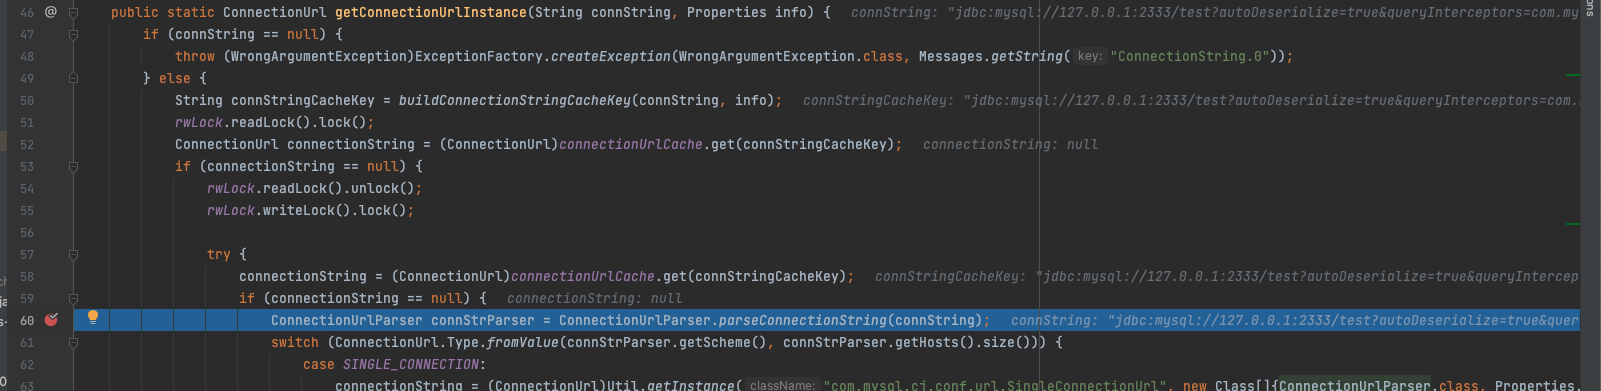 46 @ public static ConnectionUrl getConnectionUrlInstance(String connString, Properties info) { connString: "jdbc:mysql://127.0.0.1:2333/test?autoDeserialize=true&queryInterceptors=com.my
47 if (connString == null) {
48 throw (WrongArgumentException)ExceptionFactory.createException(WrongArgumentException.class, Messages.getString( key: "ConnectionString.0"));
49 } else {
50 String connStringCacheKey = buildConnectionStringCacheKey(connString, info); connStringCacheKey: "jdbc:mysql://127.0.0.1:2333/test?autoDeserialize=true&queryInterceptors=com.
51 rwLock.readLock().lock();
52 ConnectionUrl connectionString = (ConnectionUrl)connectionUrlCache.get(connStringCacheKey); connectionString: null
53 if (connectionString == null) {
54 rwLock.readLock().unlock();
55 rwLock.writeLock().lock();
56
57 try {
58 connectionString = (ConnectionUrl)connectionUrlCache.get(connStringCacheKey); connStringCacheKey: "jdbc:mysql://127.0.0.1:2333/test?autoDeserialize=true&queryIntercep
59 if (connectionString == null) { connectionString: null
60 ConnectionUrlParser connStrParser = ConnectionUrlParser.parseConnectionString(connString); connString: "jdbc:mysql://127.0.0.1:2333/test?autoDeserialize=true&quer
61 switch (ConnectionUrl.Type.fromValue(connStrParser.getScheme(), connStrParser.getHosts().size())) {
62 case SINGLE_CONNECTION:
63 connectionString = (ConnectionUrl)Util.getInstance( className: "com.mysql.cj.conf.url.SingleConnectionUrl", new Class[]{ConnectionUrlParser.class, Properties.